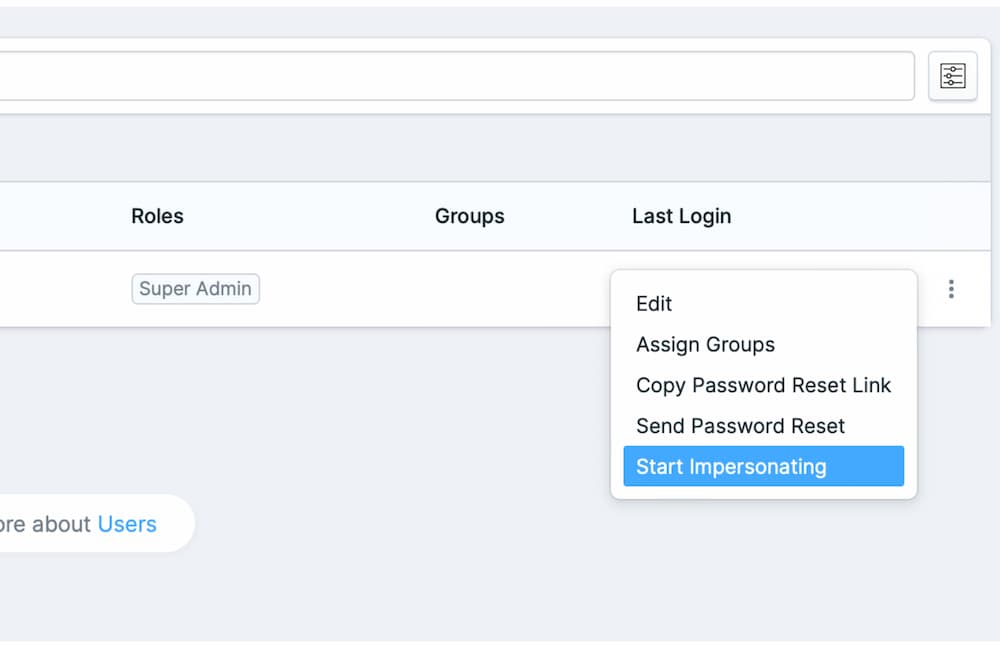 Roles Groups Last Login
Super Admin
Edit
Assign Groups
Copy Password Reset Link
Send Password Reset
Start Impersonating
about Users